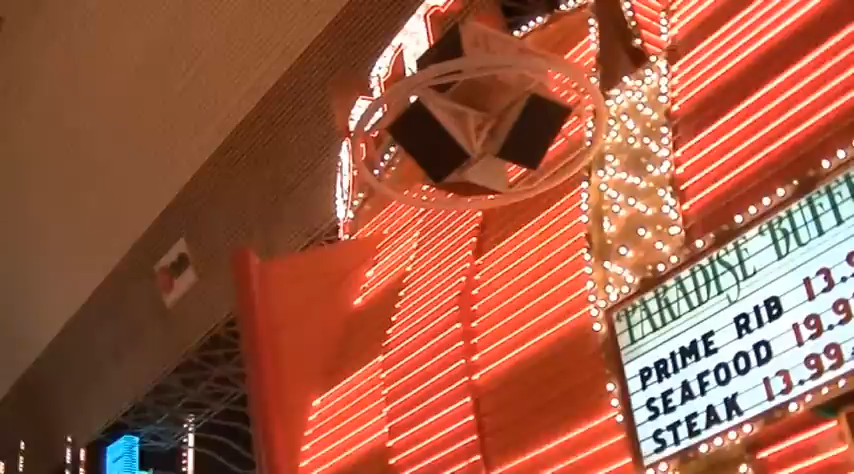 PARADISE BUFF
PRIME RIB 13.9
SEAFOOD 19.9
STEAK 13.99